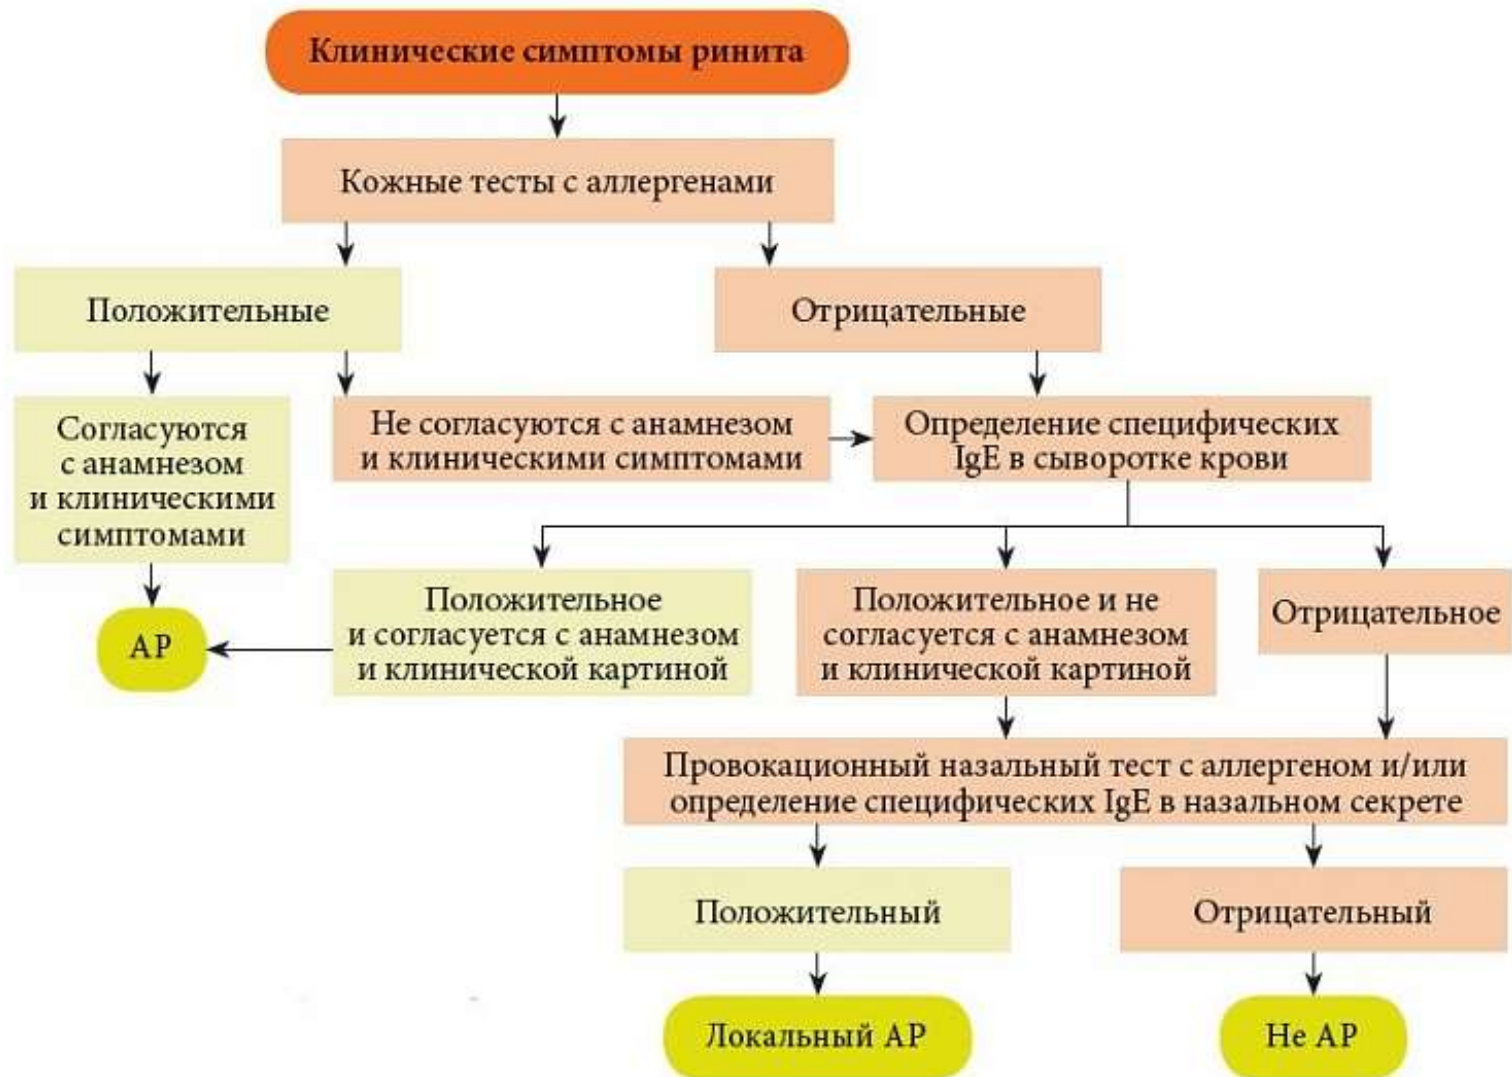 Клинические симптомы ринита
Кожные тесты с аллергенами
Положительные
Отрицательные
Согласуются
с анамнезом
и клиническими
симптомами
Не согласуются с анамнезом
и клиническими симптомами
Определение специфических
IgE в сыворотке крови
АР
Положительное
и согласуется с анамнезом
и клинической картиной
Положительное и не
согласуется с анамнезом
и клинической картиной
Отрицательное
Провокационный назальный тест с аллергеном и/или
определение специфических IgE в назальном секрете
Положительный
Отрицательный
Локальный АР
Не АР